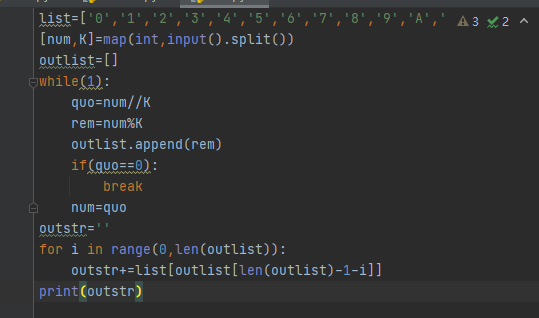 list=['0','1','2','3','4','5','6','7','8','9','A','
3 2
[num,K]=map(int,input().split())
outlist=[]
while(1):
    quo=num//K
    rem=num%K
    outlist.append(rem)
    if(quo==0):
        break
    num=quo
outstr=''
for i in range(0,len(outlist)):
    outstr+=list[outlist[len(outlist)-1-i]]
print(outstr)